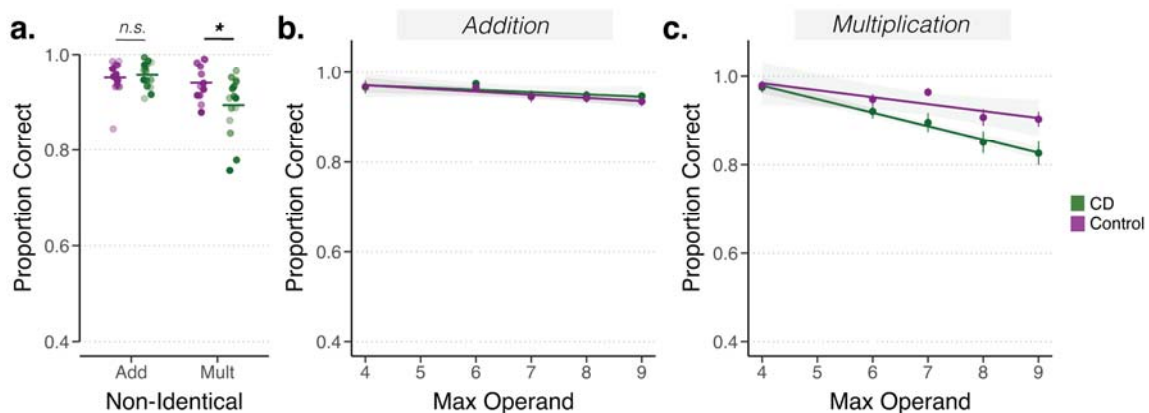 a.
n.s.
*
Proportion Correct
1.0
0.8
0.6
0.4
Add
Mult
Non-Identical
b.
Addition
Proportion Correct
1.0
0.8
0.6
0.4
4
5
6
7
8
9
Max Operand
c.
Multiplication
Proportion Correct
1.0
0.8
0.6
0.4
4
5
6
7
8
9
Max Operand
CD
Control